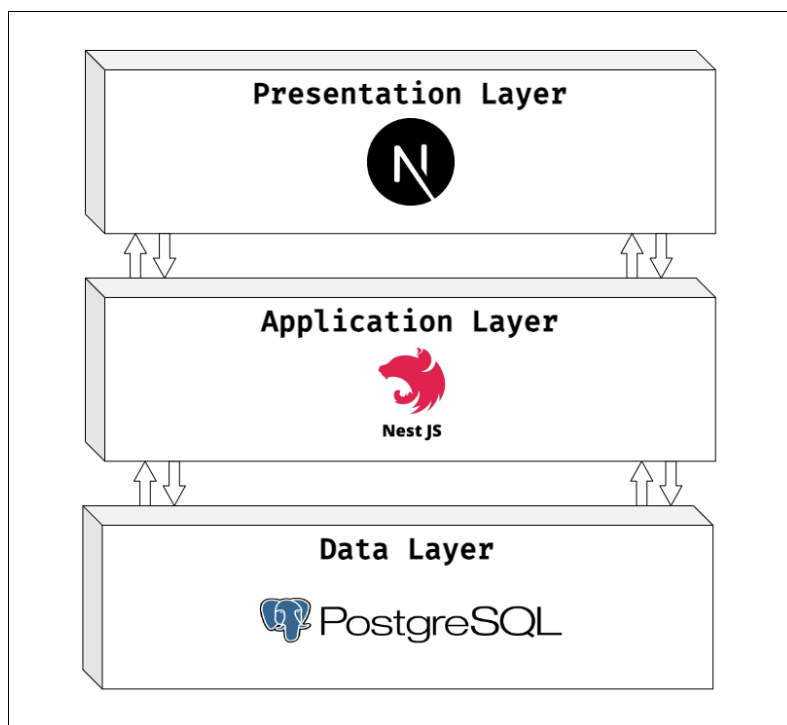 Presentation Layer
N
Application Layer
Nest JS
Data Layer
PostgreSQL